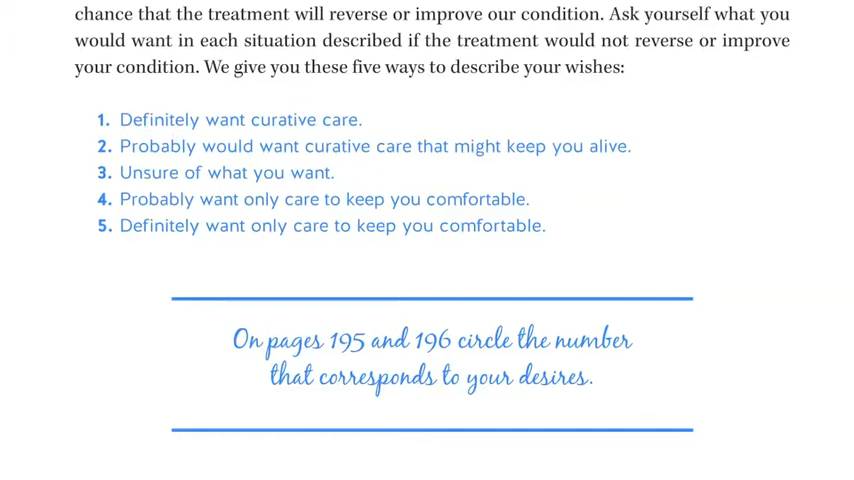 chance that the treatment will reverse or improve our condition. Ask yourself what you
would want in each situation described if the treatment would not reverse or improve
your condition. We give you these five ways to describe your wishes:
1. Definitely want curative care.
2. Probably would want curative care that might keep you alive.
3. Unsure of what you want.
4. Probably want only care to keep you comfortable.
5. Definitely want only care to keep you comfortable.
On pages 195 and 196 circle the number
that corresponds to your desires.